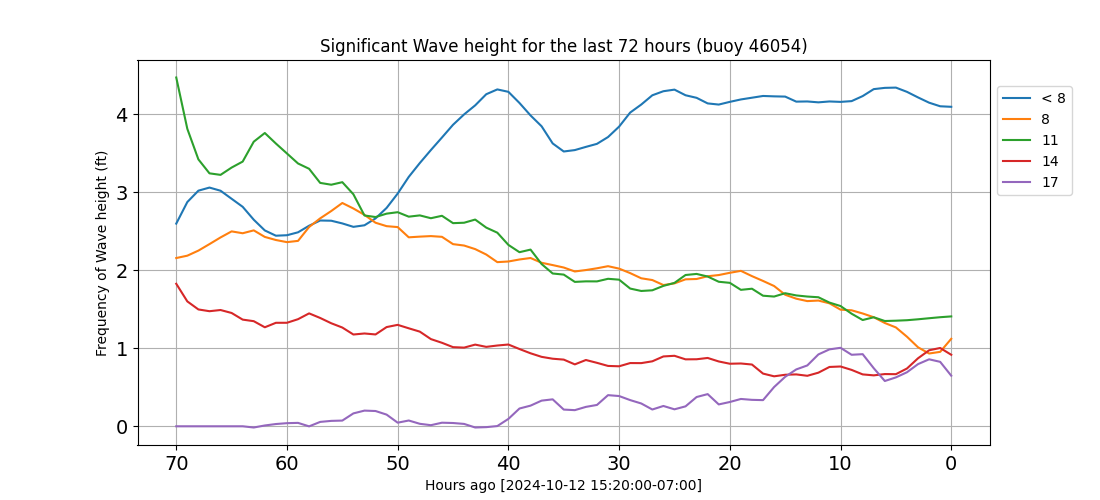 Significant Wave height for the last 72 hours (buoy 46054)
Frequency of Wave height (ft)
4
3
2
1
0
70 60 50 40 30 20 10 0
Hours ago [2024-10-12 15:20:00-07:00]
< 8
8
11
14
17